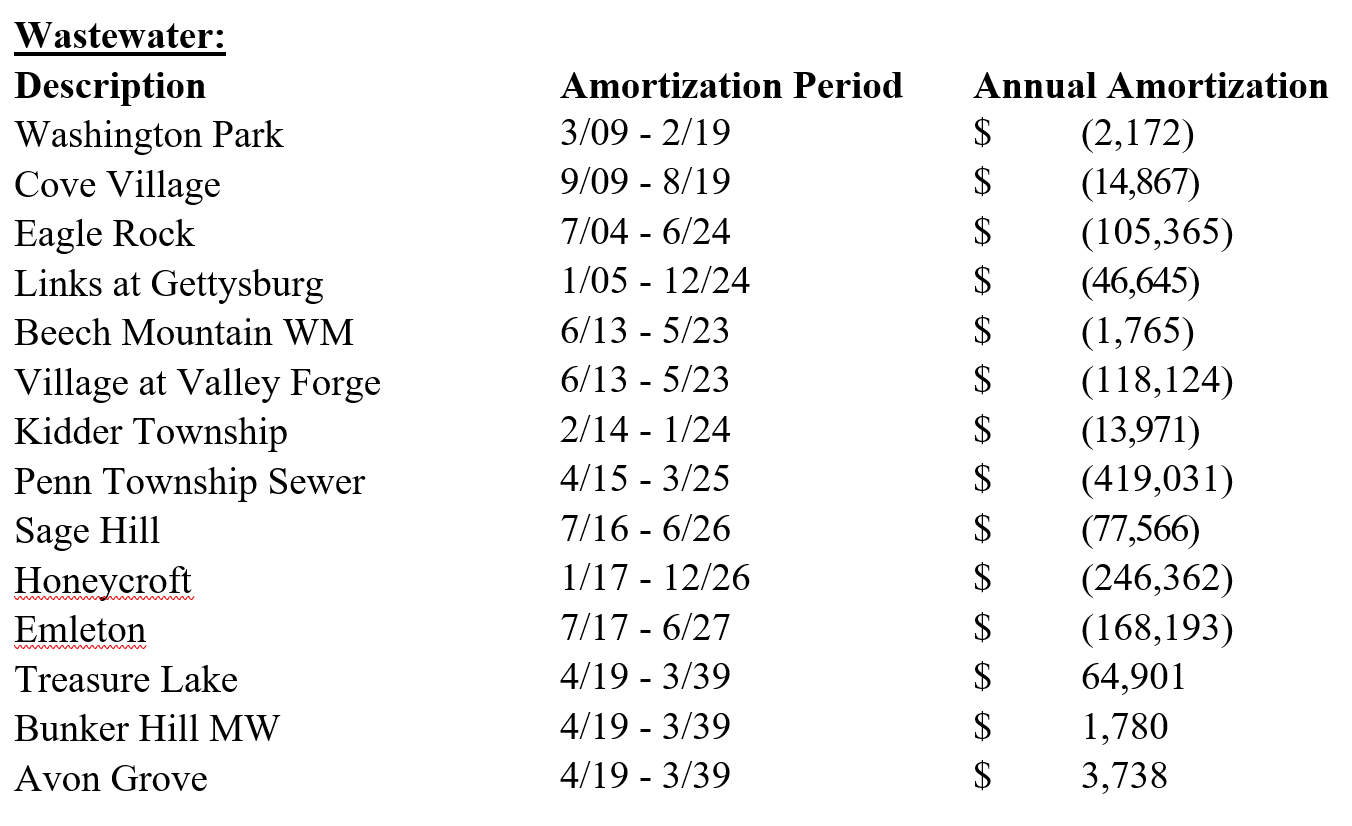 Wastewater:
Description Amortization Period Annual Amortization
Washington Park 3/09 - 2/19 $ (2,172)
Cove Village 9/09 - 8/19 $ (14,867)
Eagle Rock 7/04 - 6/24 $ (105,365)
Links at Gettysburg 1/05 - 12/24 $ (46,645)
Beech Mountain WM 6/13 - 5/23 $ (1,765)
Village at Valley Forge 6/13 - 5/23 $ (118,124)
Kidder Township 2/14 - 1/24 $ (13,971)
Penn Township Sewer 4/15 - 3/25 $ (419,031)
Sage Hill 7/16 - 6/26 $ (77,566)
Honeycroft 1/17 - 12/26 $ (246,362)
Emleton 7/17 - 6/27 $ (168,193)
Treasure Lake 4/19 - 3/39 $ 64,901
Bunker Hill MW 4/19 - 3/39 $ 1,780
Avon Grove 4/19 - 3/39 $ 3,738